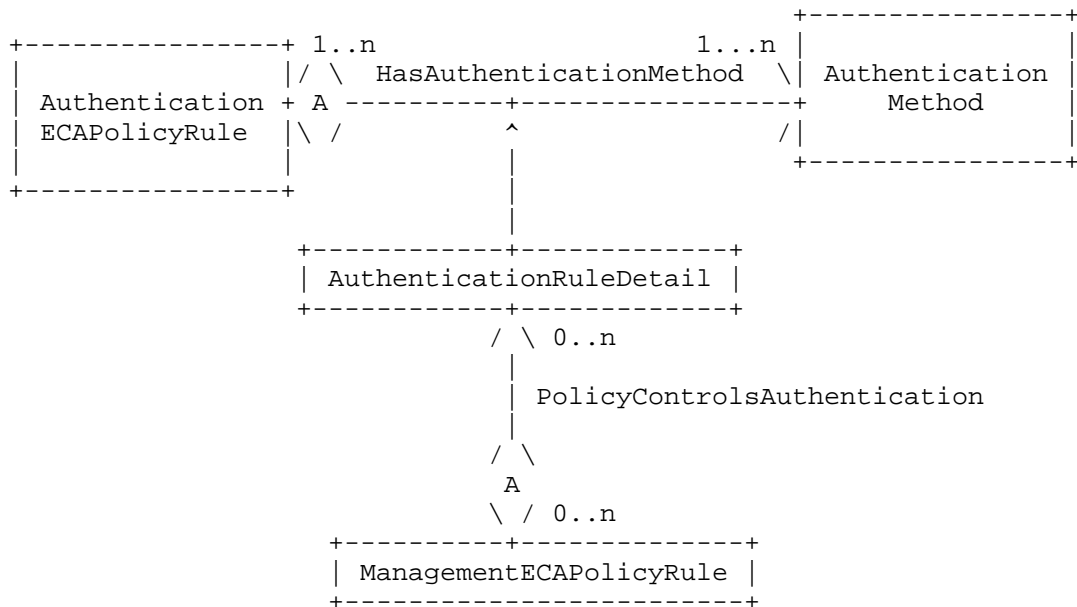 1..n 1...n
HasAuthenticationMethod Authentication
Authentication A Method
ECAPolicyRule
AuthenticationRuleDetail
0..n
PolicyControlsAuthentication
A
0..n
ManagementECAPolicyRule